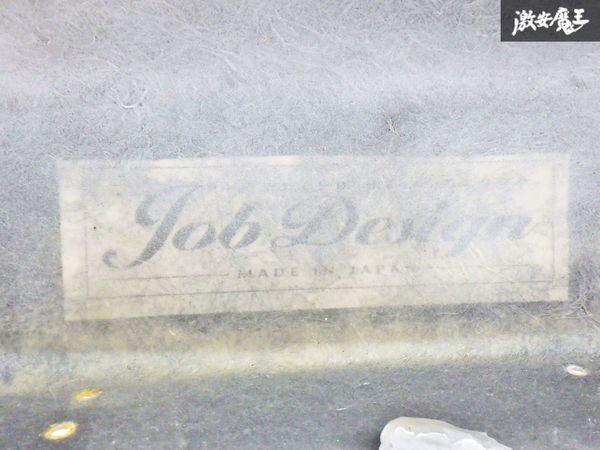 激安魔王
Job Design
MADE IN JAPAN